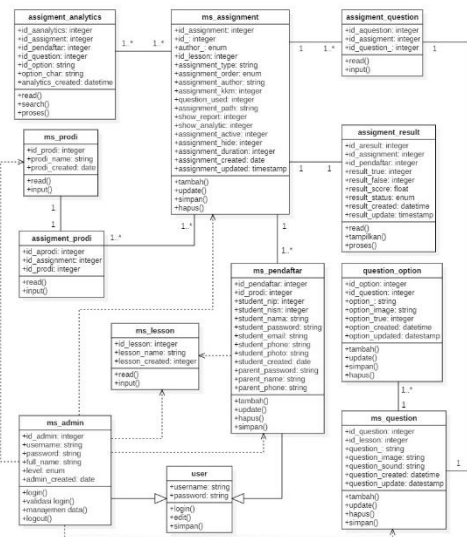 assigment_analytics
+id_aanalytics: integer
+id_assigment: integer
+id_pendaftar: integer
+id_question: integer
+id_option: string
+option_char: string
+analytics_created: datetime
+read()
+search()
+proses()
1..*
1..*
ms_assignment
+id_assignment: integer
+id_: integer
+author_: enum
+id_lesson: integer
+assignment_type: string
+assignment_order: enum
+assignment_author: string
+assignment_kkm: integer
+question_used: integer
+assignment_path: string
+show_report: integer
+show_analytic: integer
+assignment_active: integer
+assignment_hide: integer
+assignment_duration: integer
+assignment_created: date
+assignment_updated: timestamp
+tambah()
+update()
+simpan()
+hapus()
1
1..*
assigment_question
+id_aquestion: integer
+id_assigment: integer
+id_question_: integer
+read()
+input()
1
ms_prodi
+id_prodi: integer
+prodi_name: string
+prodi_created: date
+read()
+input()
1
1
assigment_prodi
+id_aprodi: integer
+id_assignment: integer
+id_prodi: integer
+read()
+input()
1..*
1..*
1
1
assigment_result
+id_aresult: integer
+id_assignment: integer
+id_pendaftar: integer
+result_true: integer
+result_false: integer
+result_sccre: float
+result_status: enum
+result_created: datetime
+result_update: timestamp
+read()
+tampilkan()
+proses()
1
1..*
ms_pendaftar
+id_pendaftar: integer
+id_prodi: integer
+student_nip: integer
+student_nisn: integer
+student_nama: string
+student_password: string
+student_email: string
+student_phone: string
+student_photo: string
+student_created: date
+parent_password: string
+parent_name: string
+parent_phone: string
+tambah()
+update()
+hapus()
+simpan()
question_option
+id_option: integer
+id_question: integer
+option_: string
+option_image: string
+option_true: integer
+option_created: datetime
+option_updated: datestamp
+tambah()
+update()
+simpan()
+hapus()
1..*
1
ms_lesson
+id_lesson: integer
+lesson_name: string
+lesson_created: integer
+read()
+input()
ms_admin
+id_admin: integer
+username: string
+password: string
+full_name: string
+level: enum
+admin_created: date
+login()
+validasi login()
+manajemen data()
+logout()
user
+username: string
+password: string
+login()
+edit()
+simpan()
ms_question
+id_question: integer
+id_lesson: integer
+question_: string
+question_image: string
+question_sound: string
+question_created: datetime
+question_update: datestamp
+tambah()
+update()
+hapus()
+simpan()
1